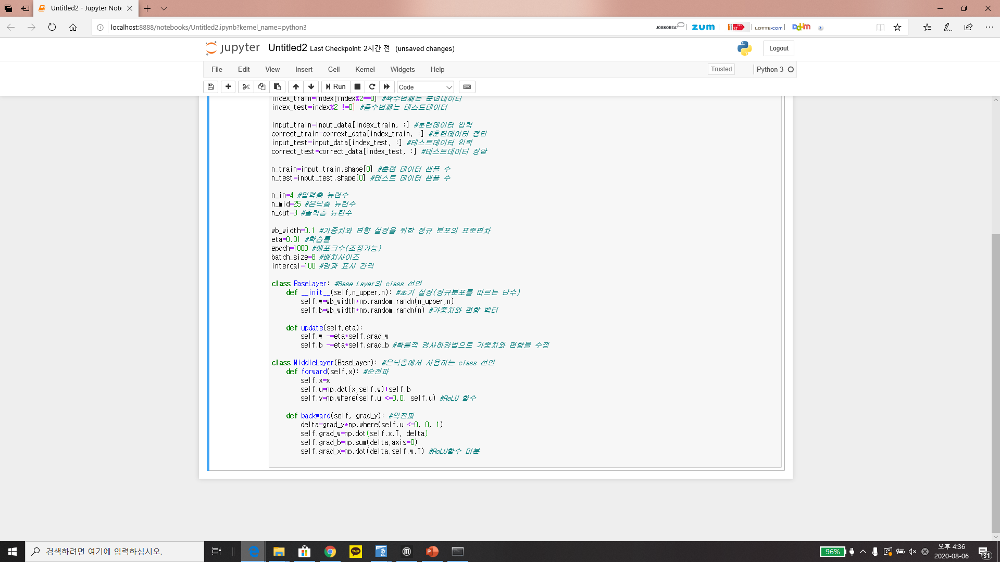 Untitled2 - Jupyter Note
localhost:8888/notebooks/Untitled2.ipynb?kernel_name=python3
JOBKOREA
zum
11ST
LOTTE.COM
jupyter Untitled2 Last Checkpoint: 2시간 전 (unsaved changes)
Logout
File Edit View Insert Cell Kernel Widgets Help
Trusted
Python 3
Run
Code
index_train=index[index%2==0] #짝수번째는 훈련데이터
index_test=index%2 !=0] #홀수번째는 테스트데이터
input_train=input_data[index_train, :] #훈련데이터 입력
correct_train=corrext_data[index_train, :] #훈련데이터 정답
input_test=input_data[index_test, :] #테스트데이터 입력
correct_test=correct_data[index_test, :] #테스트데이터 정답
n_train=input_train.shape[0] #훈련 데이터 샘플 수
n_test=input_test.shape[0] #테스트 데이터 샘플 수
n_in=4 #입력층 뉴런수
n_mid=25 #은닉층 뉴런수
n_out=3 #출력층 뉴런수
wb_width=0.1 #가중치와 편향 설정을 위한 정규 분포의 표준편차
eta=0.01 #학습률
epoch=1000 #에포크수(조정가능)
batch_size=8 #배치사이즈
intercal=100 #경과 표시 간격
class BaseLayer: #Base Layer의 class 선언
def __init__(self,n_upper,n): #초기 설정(정규분포를 따르는 난수)
self.w=wb_width*np.random.randn(n_upper,n)
self.b=wb_width*np.random.randn(n) #가중치와 편향 벡터
def update(self,eta):
self.w -=eta*self.grad_w
self.b -=eta*self.grad_b #확률적 경사하강법으로 가중치와 편향을 수정
class MiddleLayer(BaseLayer): #은닉층에서 사용하는 class 선언
def forward(self,x): #순전파
self.x=x
self.u=np.dot(x,self.w)+self.b
self.y=np.where(self.u <=0,0, self.u) #ReLU 함수
def backward(self, grad_y): #역전파
delta=grad_y*np.where(self.u <=0, 0, 1)
self.grad_w=np.dot(self.x.T, delta)
self.grad_b=np.sum(delta,axis=0)
self.grad_x=np.dot(delta,self.w.T) #ReLU함수 미분
검색하려면 여기에 입력하십시오.
TALK
96%
오후 4:36
2020-08-06
31